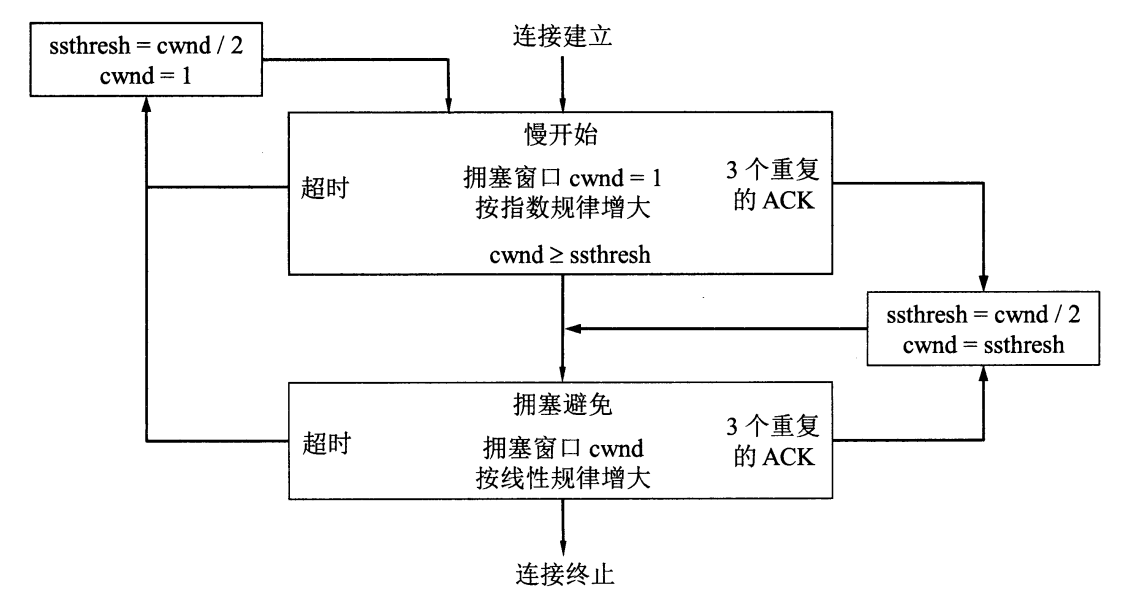 ssthresh = cwnd / 2
cwnd = 1
连接建立
慢开始
超时
拥塞窗口 cwnd = 1
按指数规律增大
3 个重复
的 ACK
cwnd ≥ ssthresh
ssthresh = cwnd / 2
cwnd = ssthresh
拥塞避免
超时
拥塞窗口 cwnd
按线性规律增大
3 个重复
的 ACK
连接终止